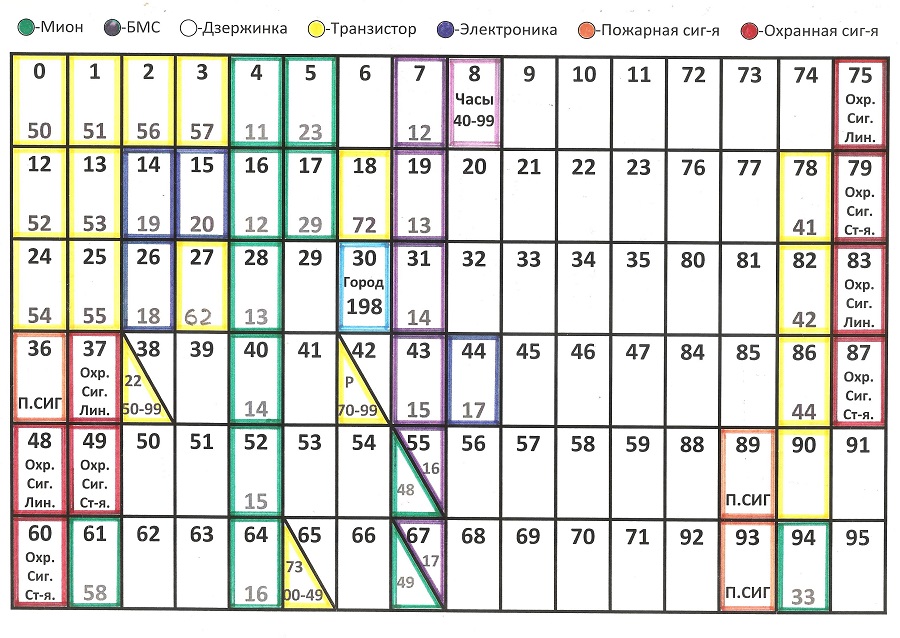 -Мион -БМС -Дзержинка -Транзистор -Электроника -Пожарная сиг-я -Охранная сиг-я
0 1 2 3 4 5 6 7 8 9 10 11 72 73 74 75
Часы Охр.
40-99 Сиг.
50 51 56 57 11 23 12 Лин.
12 13 14 15 16 17 18 19 20 21 22 23 76 77 78 79
Охр.
Сиг.
52 53 19 20 12 29 72 13 41 Ст-я.
24 25 26 27 28 29 30 31 32 33 34 35 80 81 82 83
Город Охр.
198 Сиг.
54 55 18 62 13 14 42 Лин.
36 37 38 39 40 41 42 43 44 45 46 47 84 85 86 87
Охр. 22 Р Охр.
Сиг. Сиг.
П.СИГ Лин. 50-99 14 70-99 15 17 44 Ст-я.
48 49 50 51 52 53 54 55 56 57 58 59 88 89 90 91
Охр. Охр. 16
Сиг. Сиг. 48
Лин. Ст-я. 15 П.СИГ
60 61 62 63 64 65 66 67 68 69 70 71 92 93 94 95
Охр. 73 17
Сиг. 49
Ст-я. 58 16 00-49 П.СИГ 33